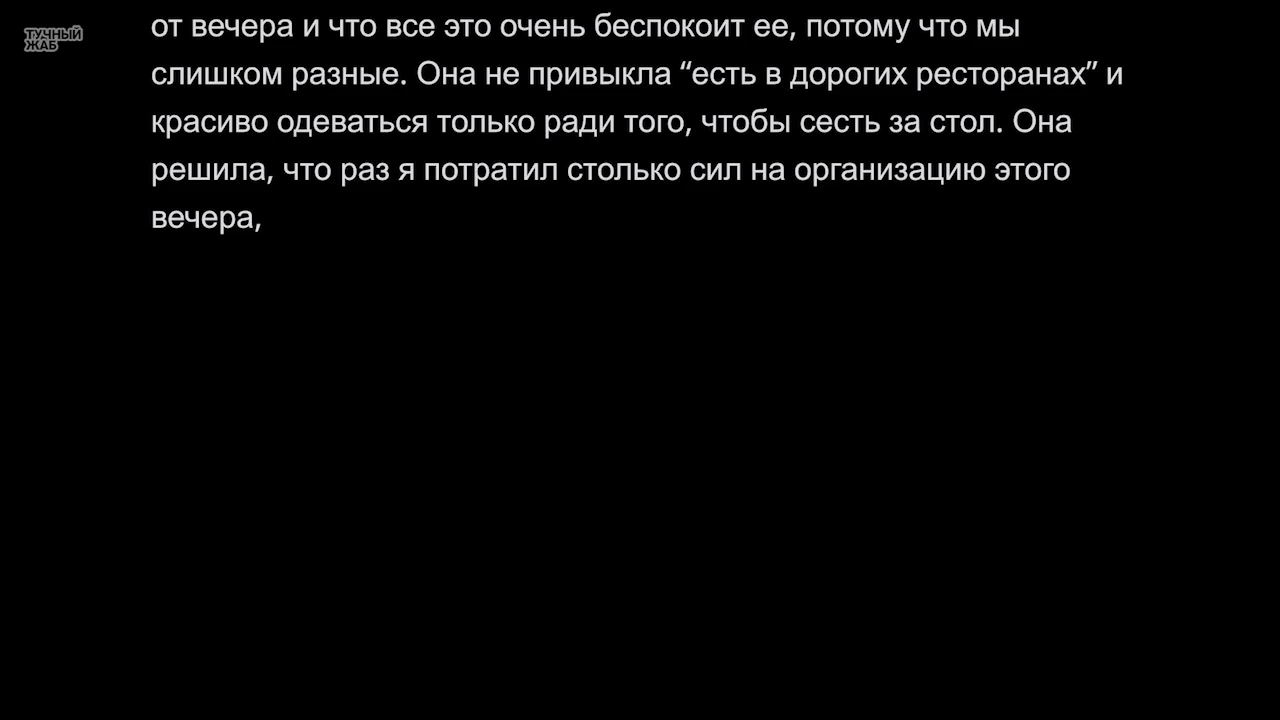 ТУЧНЫЙ
ЖАБ
от вечера и что все это очень беспокоит ее, потому что мы
слишком разные. Она не привыкла “есть в дорогих ресторанах” и
красиво одеваться только ради того, чтобы сесть за стол. Она
решила, что раз я потратил столько сил на организацию этого
вечера,